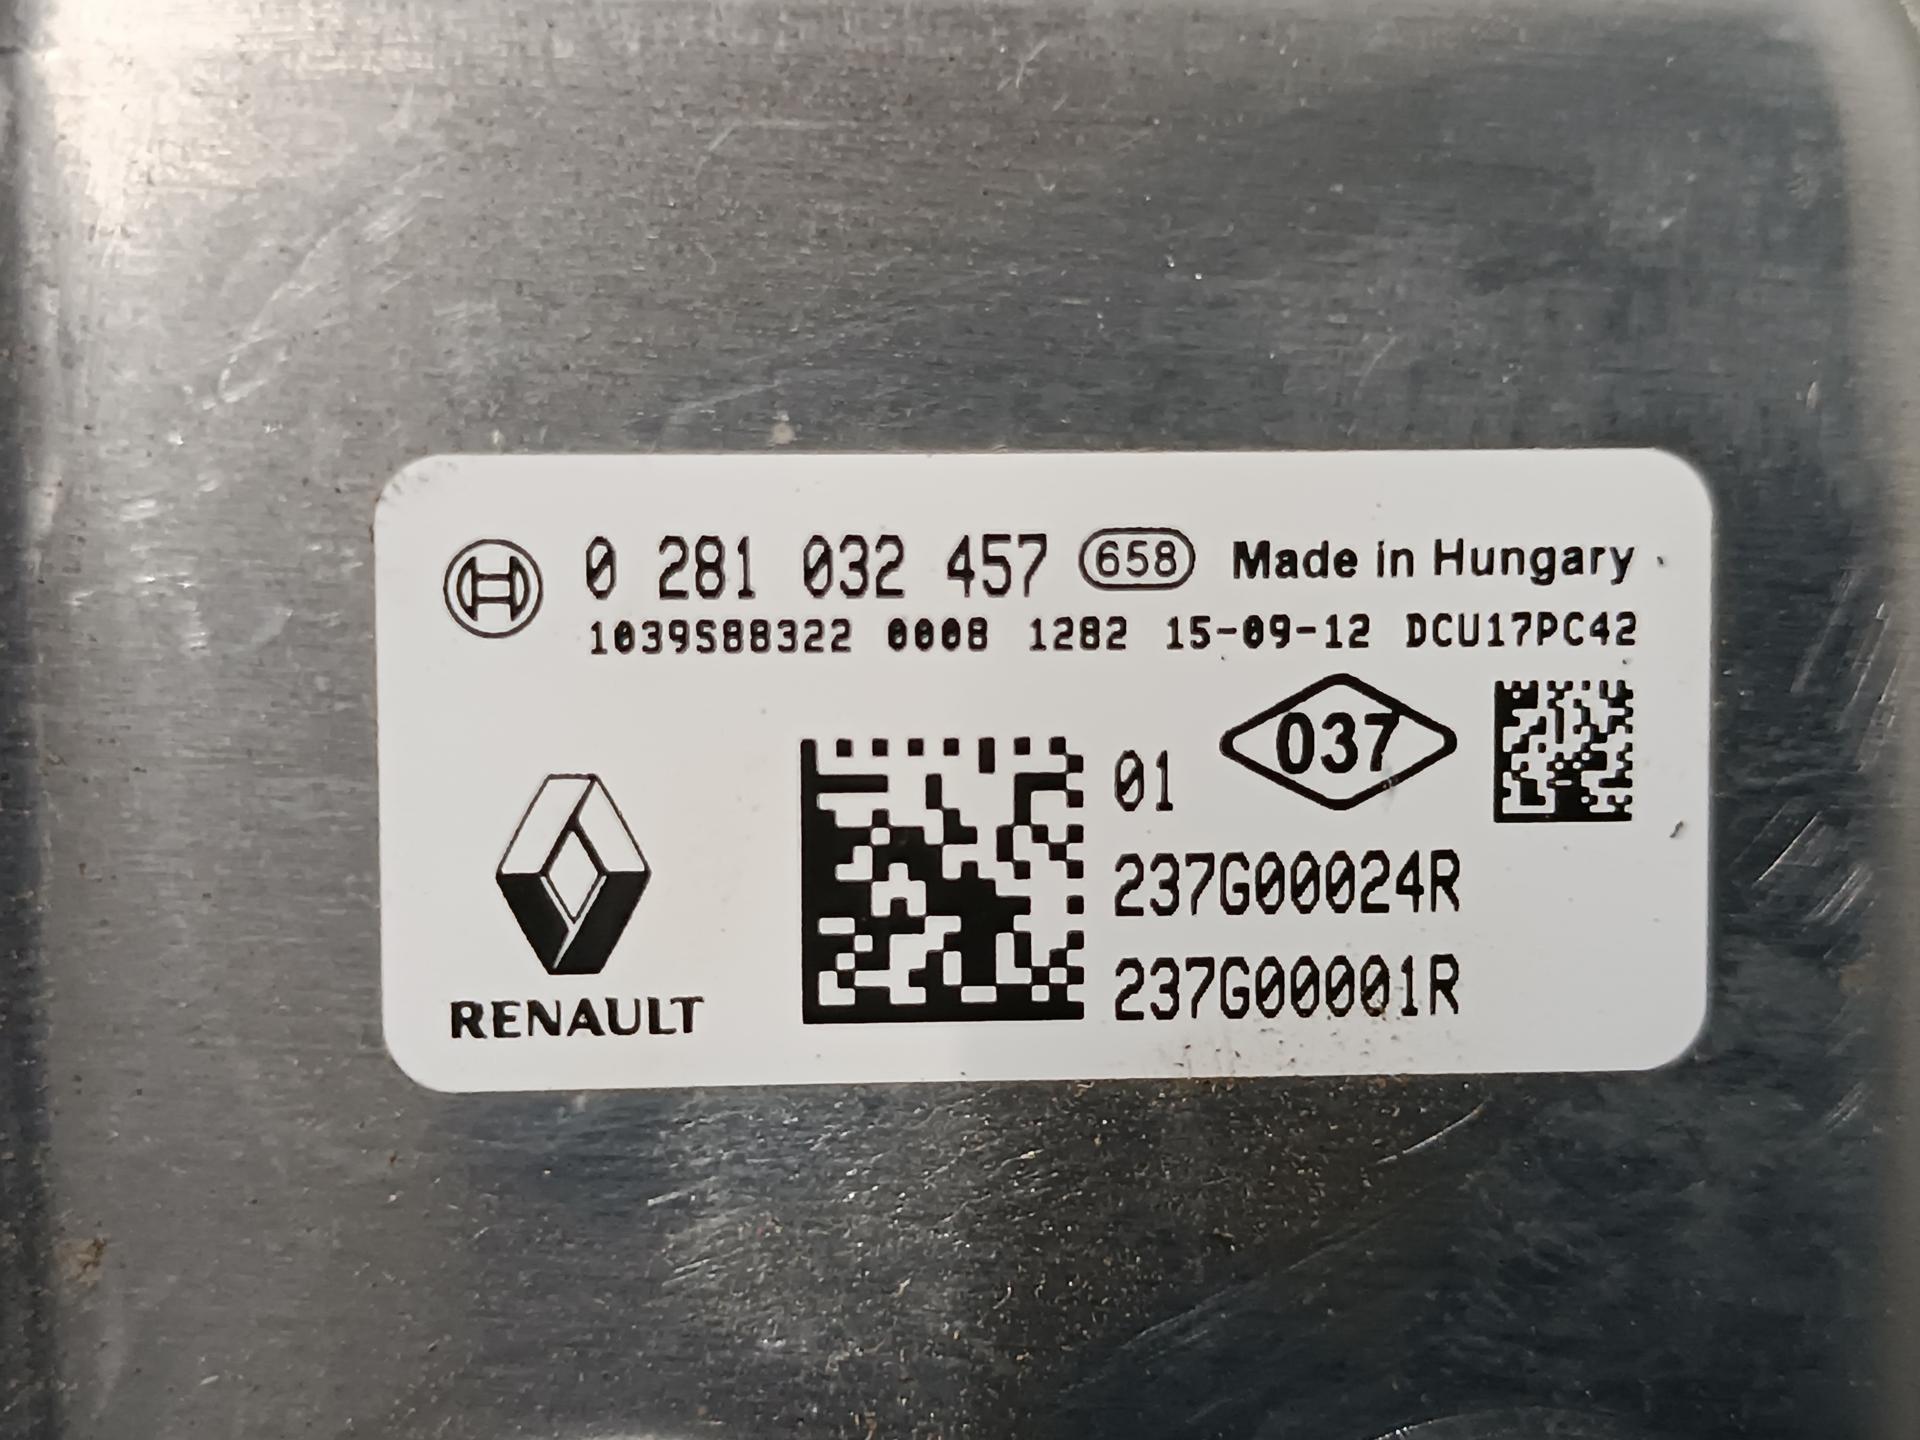 0 281 032 457 658 Made in Hungary
1039S88322 0008 1282 15-09-12 DCU17PC42
037
01
237G00024R
237G00001R
RENAULT